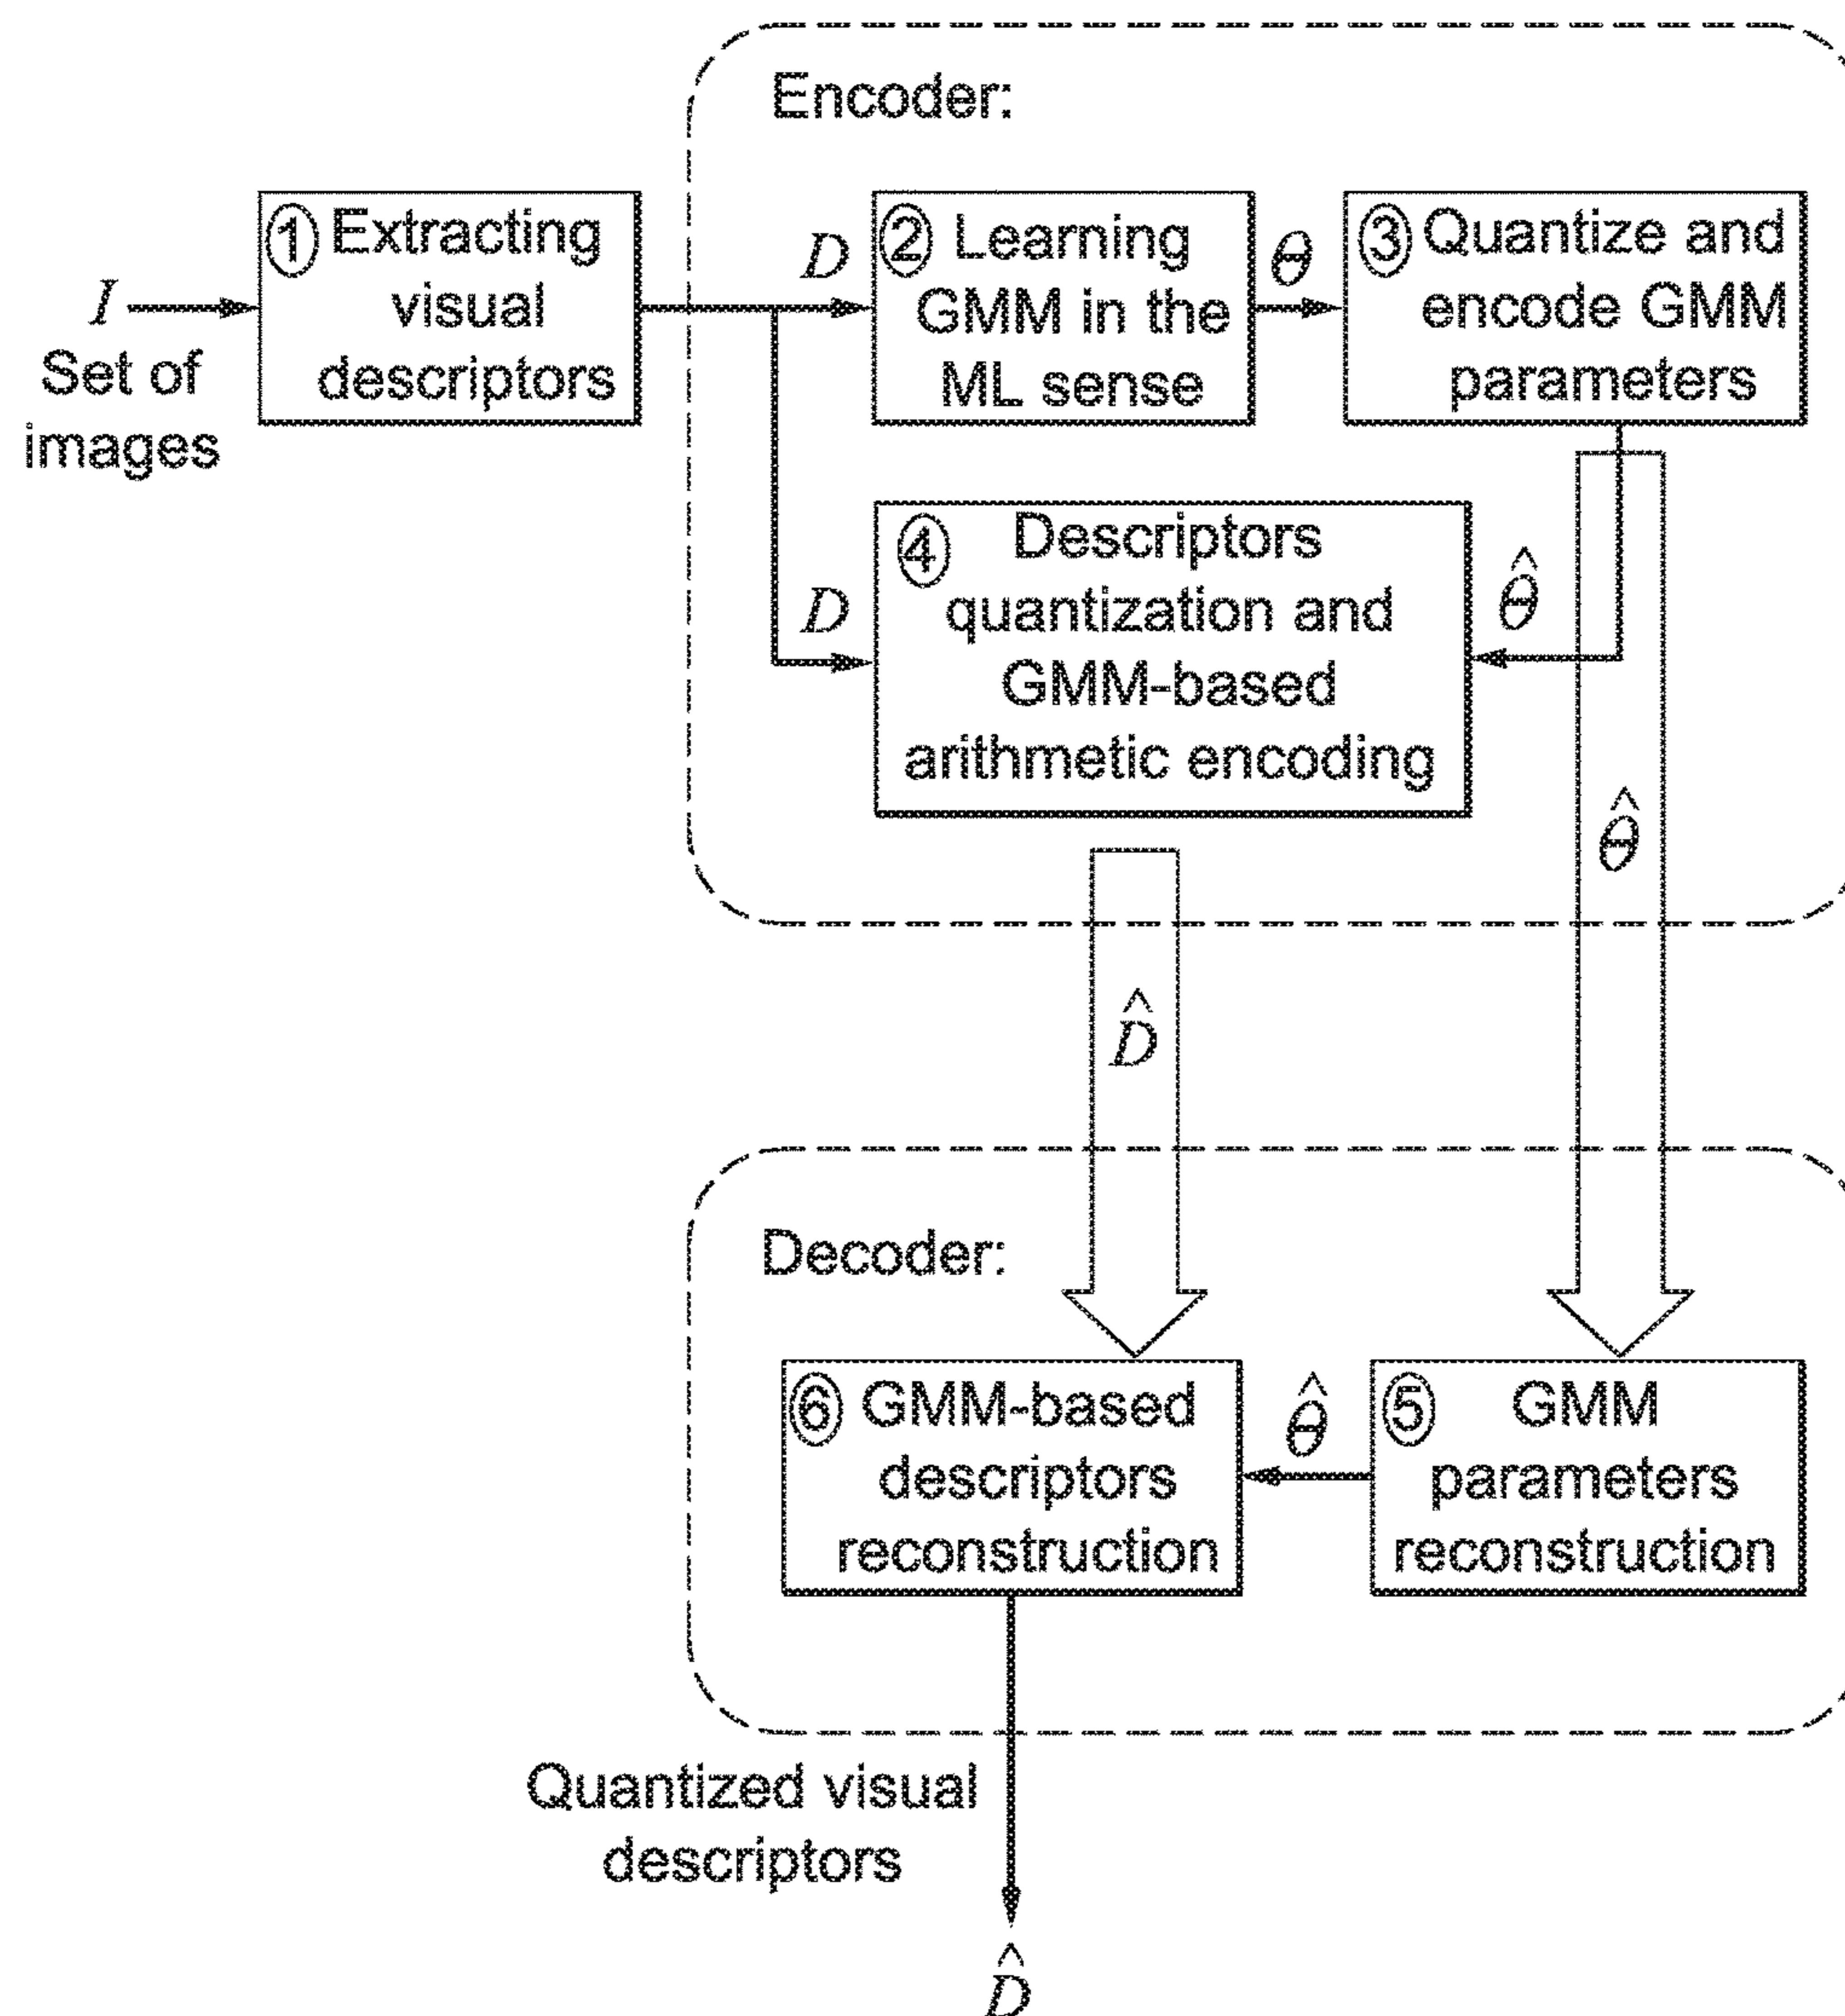 Encoder:
① Extracting
visual
descriptors
I
Set of
images
D
② Learning
GMM in the
ML sense
θ
③ Quantize and
encode GMM
parameters
D
④ Descriptors
quantization and
GMM-based
arithmetic encoding
θ̂
θ̂
D̂
Decoder:
⑥ GMM-based
descriptors
reconstruction
θ̂
⑤ GMM
parameters
reconstruction
Quantized visual
descriptors
D̂